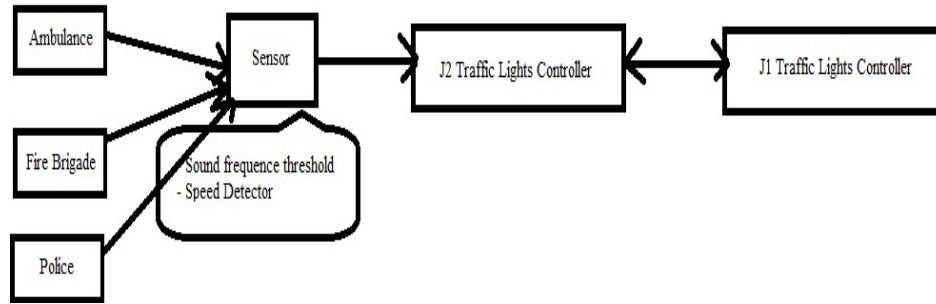 Ambulance
Sensor
J2 Traffic Lights Controller
J1 Traffic Lights Controller
Fire Brigade
Sound frequence threshold
- Speed Detector
Police